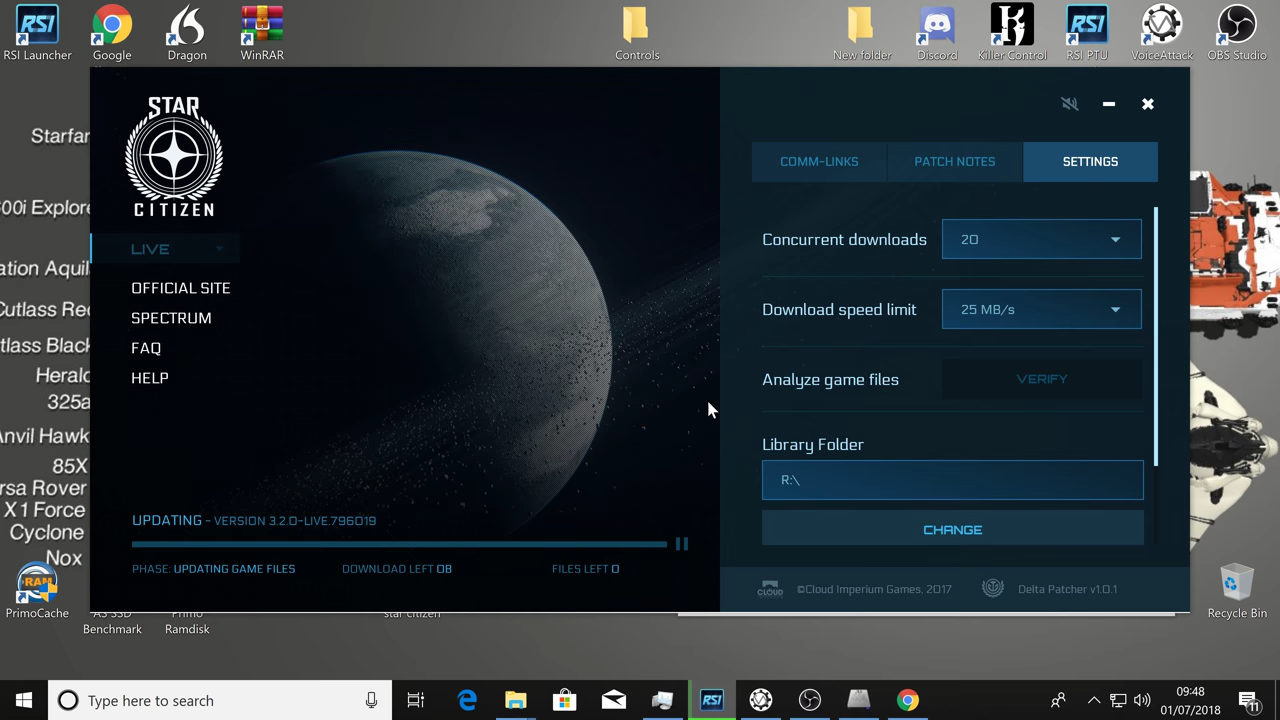 RSI Launcher
Google
Dragon
WinRAR
Controls
New folder
Discord
Killer Control
RSI PTU
VoiceAttack
OBS Studio
STAR
CITIZEN
LIVE
OFFICIAL SITE
SPECTRUM
FAQ
HELP
UPDATING - VERSION 3.2.0-LIVE.796019
PHASE: UPDATING GAME FILES
DOWNLOAD LEFT 0B
FILES LEFT 0
COMM-LINKS
PATCH NOTES
SETTINGS
Concurrent downloads
20
Download speed limit
25 MB/s
Analyze game files
VERIFY
Library Folder
R:\
CHANGE
CLOUD
©Cloud Imperium Games, 2017
Delta Patcher v1.0.1
Starfar
00i Explore
ation Aquil
Cutlass Rec
tlass Black
Herald
325a
Anvil Hawk
85X
rsa Rover
X1 Force
Cyclone
Nox
RAM
PrimoCache
AS SSD
Benchmark
Primo
Ramdisk
star citizen
Recycle Bin
Type here to search
RSI
09:48
01/07/2018
11